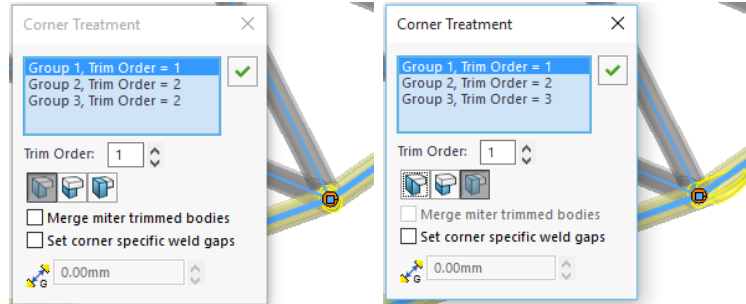 Corner Treatment
Group 1, Trim Order = 1
Group 2, Trim Order = 2
Group 3, Trim Order = 2
Trim Order: 1
Merge miter trimmed bodies
Set corner specific weld gaps
G 0.00mm
Corner Treatment
Group 1, Trim Order = 1
Group 2, Trim Order = 2
Group 3, Trim Order = 3
Trim Order: 1
Merge miter trimmed bodies
Set corner specific weld gaps
G 0.00mm